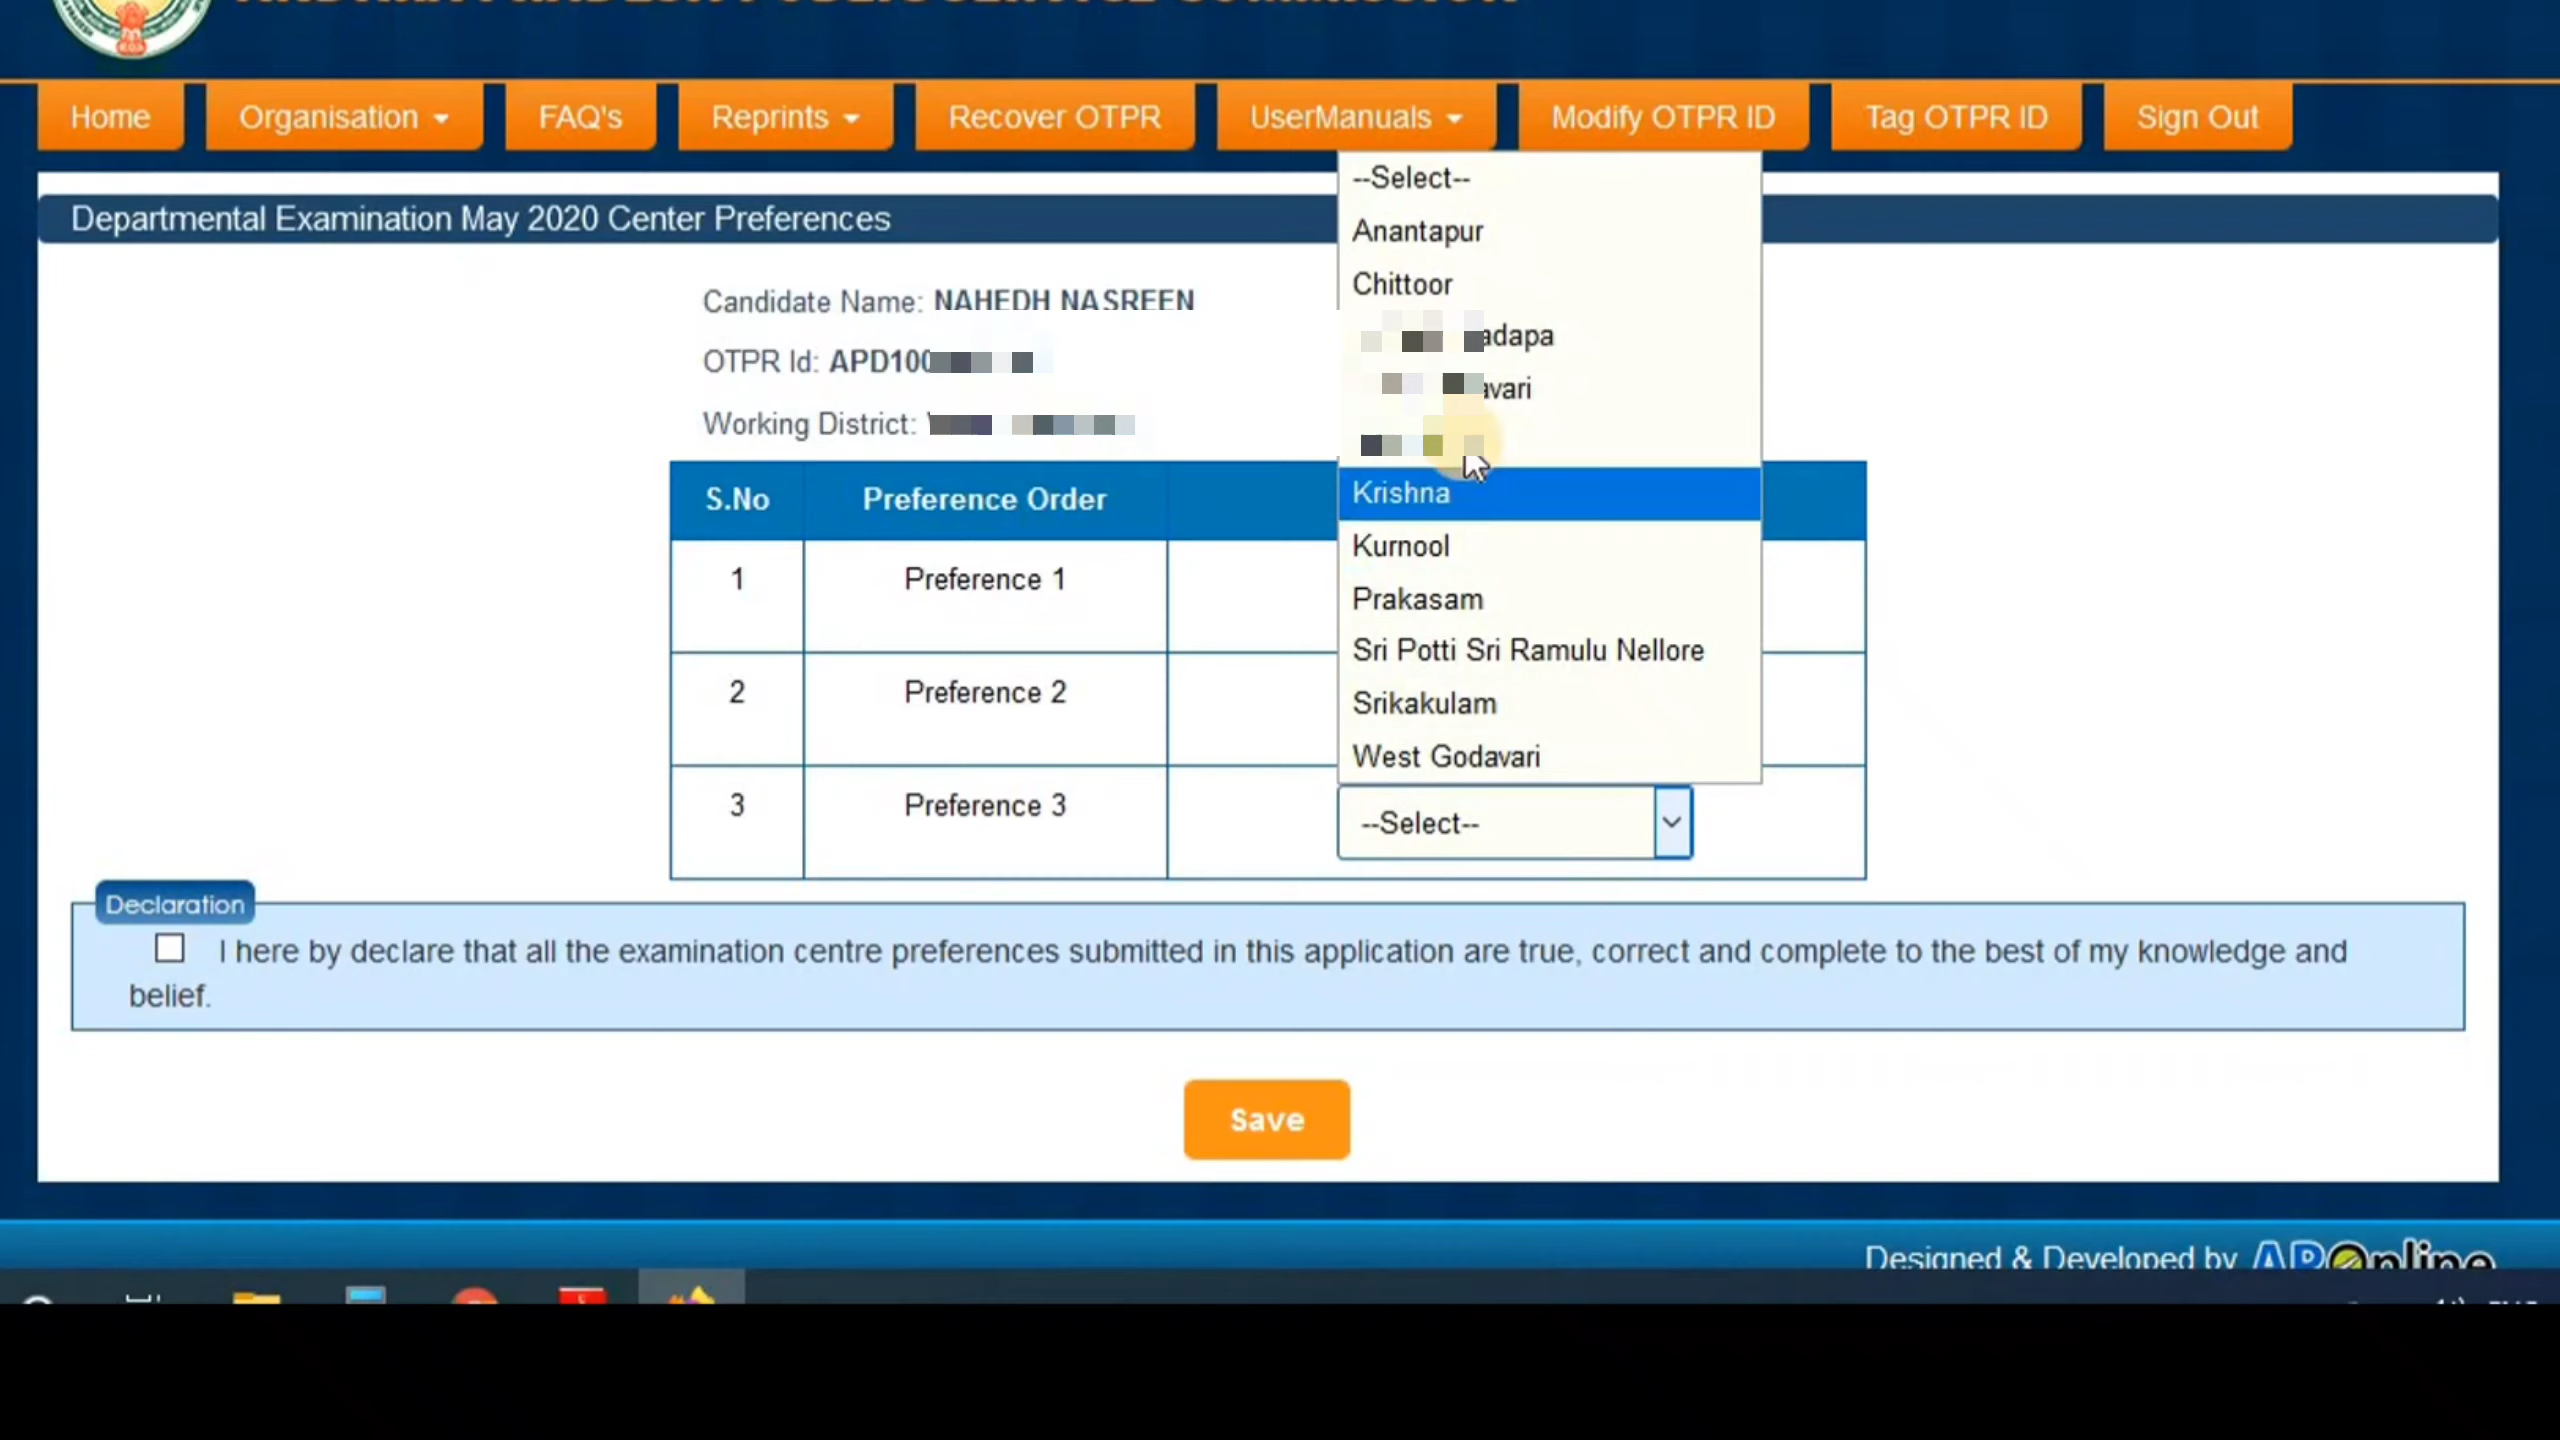 Home Organisation FAQ's Reprints Recover OTPR UserManuals Modify OTPR ID Tag OTPR ID Sign Out
Departmental Examination May 2020 Center Preferences
Candidate Name: NAHEDH NASREEN
OTPR Id: APD100
Working District:
--Select--
Anantapur
Chittoor
adapa
avari
Krishna
Kurnool
Prakasam
Sri Potti Sri Ramulu Nellore
Srikakulam
West Godavari
S.No Preference Order
1 Preference 1
2 Preference 2
3 Preference 3 --Select--
Declaration
I here by declare that all the examination centre preferences submitted in this application are true, correct and complete to the best of my knowledge and
belief.
Save
Designed & Developed by APOnline